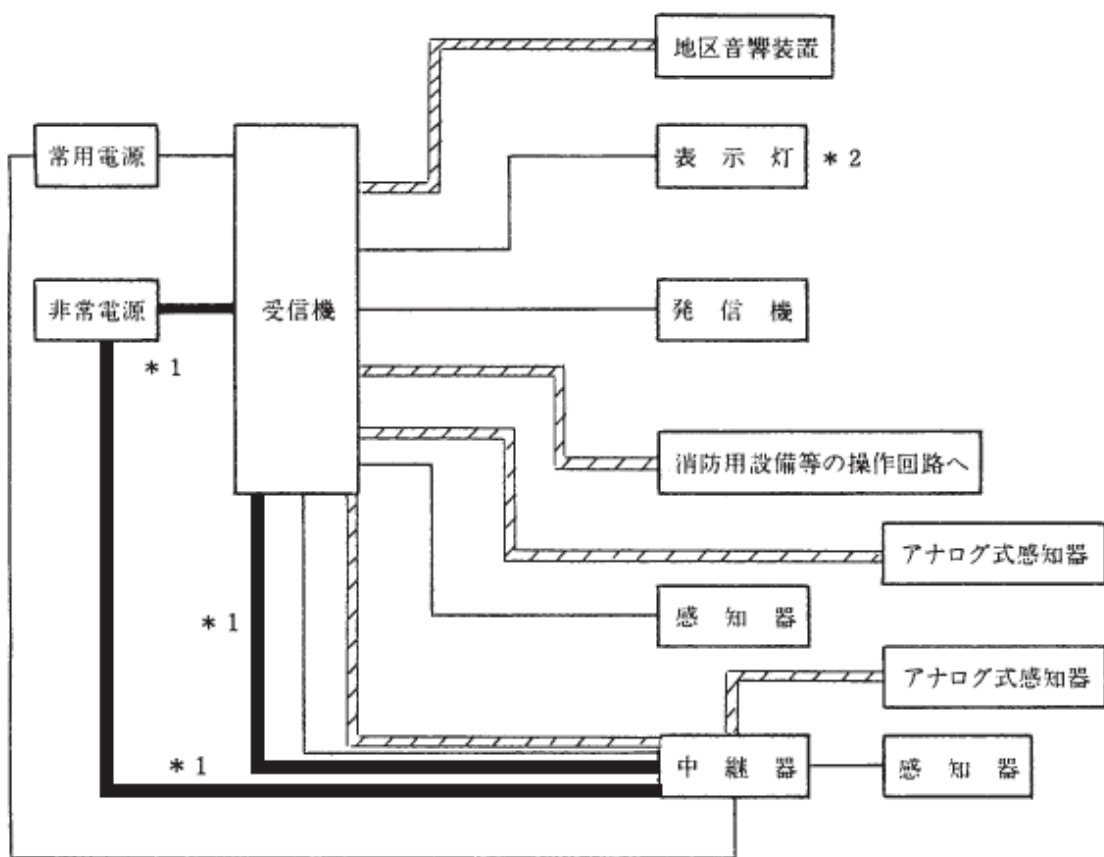 地区音響装置
常用電源
表示灯 *2
非常電源
受信機
発信機
*1
消防用設備等の操作回路へ
アナログ式感知器
感知器
*1
アナログ式感知器
*1
中継器
感知器